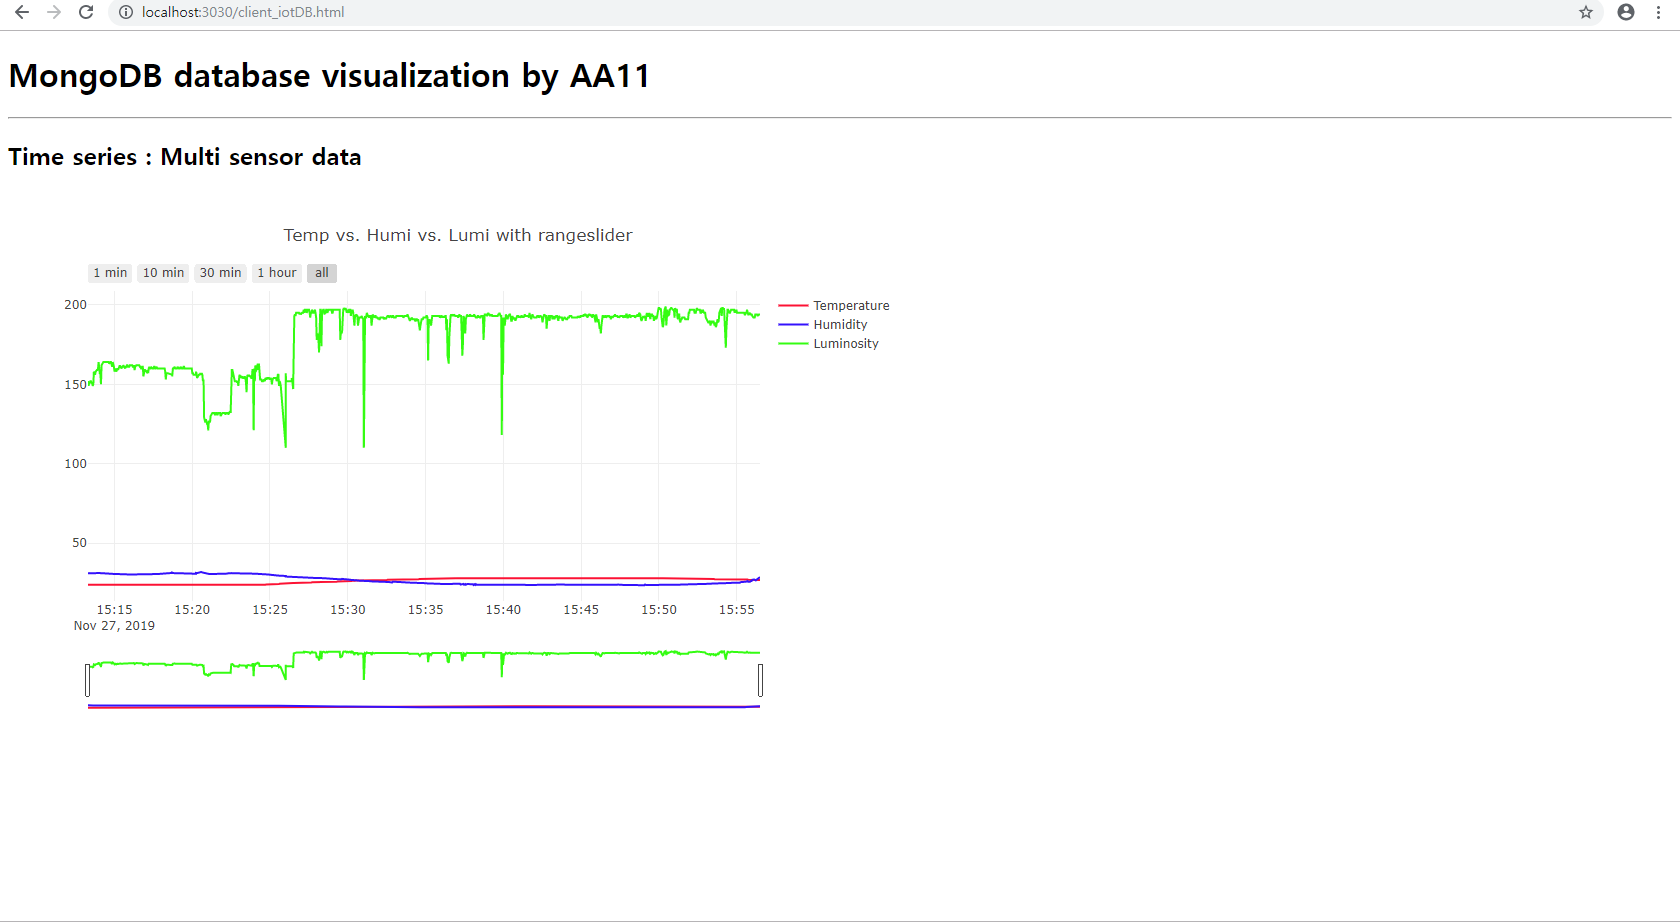 localhost:3030/client_iotDB.html
MongoDB database visualization by AA11
Time series : Multi sensor data
Temp vs. Humi vs. Lumi with rangeslider
1 min 10 min 30 min 1 hour all
200
150
100
50
Temperature
Humidity
Luminosity
15:15 15:20 15:25 15:30 15:35 15:40 15:45 15:50 15:55
Nov 27, 2019